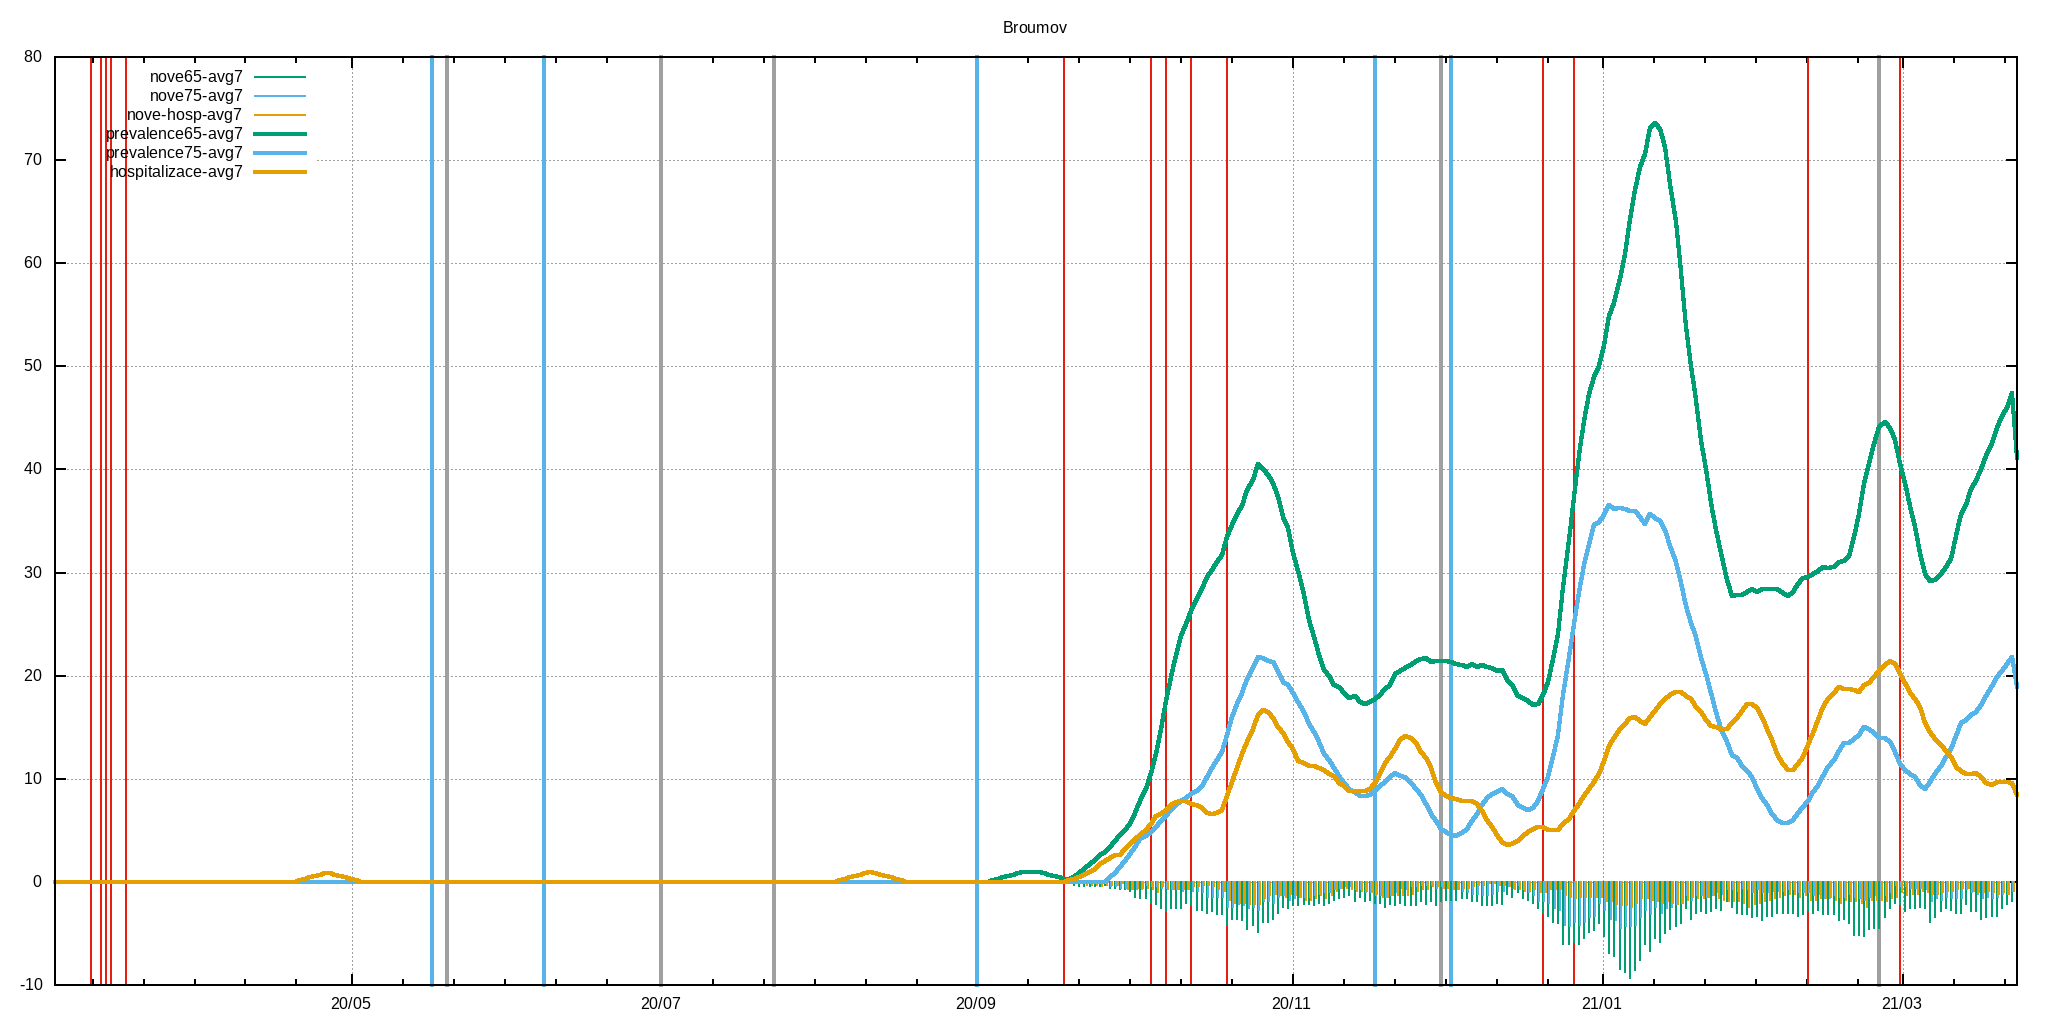 Broumov
80
70
60
50
40
30
20
10
0
-10
nove65-avg7
nove75-avg7
nove-hosp-avg7
prevalence65-avg7
prevalence75-avg7
hospitalizace-avg7
20/05 20/07 20/09 20/11 21/01 21/03